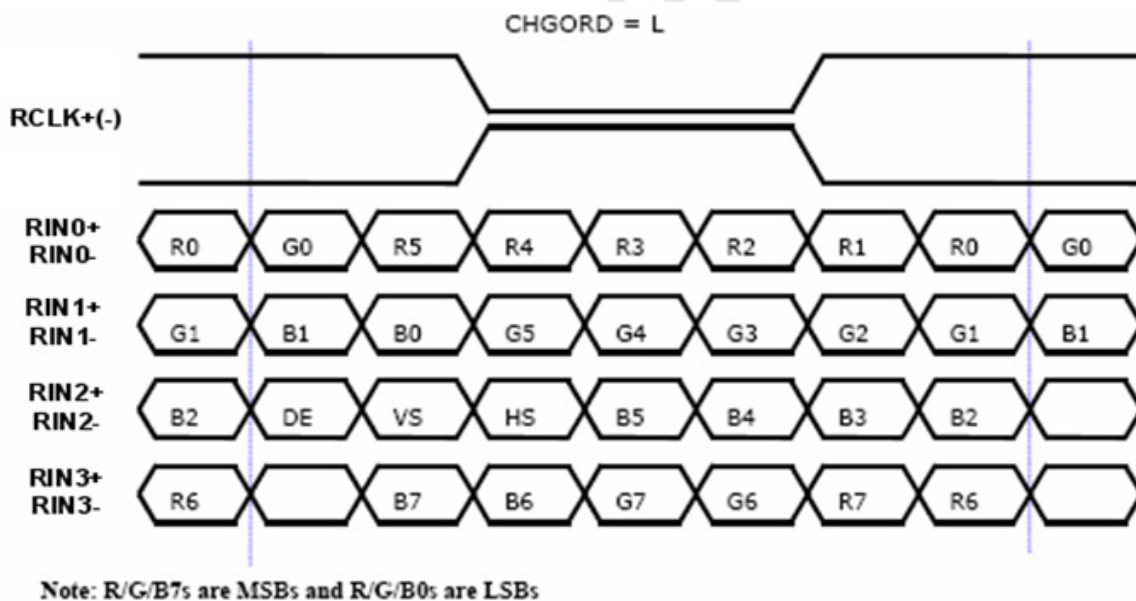 CHGORD = L
RCLK+(-)
RIN0+
RIN0-
R0 G0 R5 R4 R3 R2 R1 R0 G0
RIN1+
RIN1-
G1 B1 B0 G5 G4 G3 G2 G1 B1
RIN2+
RIN2-
B2 DE VS HS B5 B4 B3 B2
RIN3+
RIN3-
R6 B7 B6 G7 G6 R7 R6
Note: R/G/B7s are MSBs and R/G/B0s are LSBs